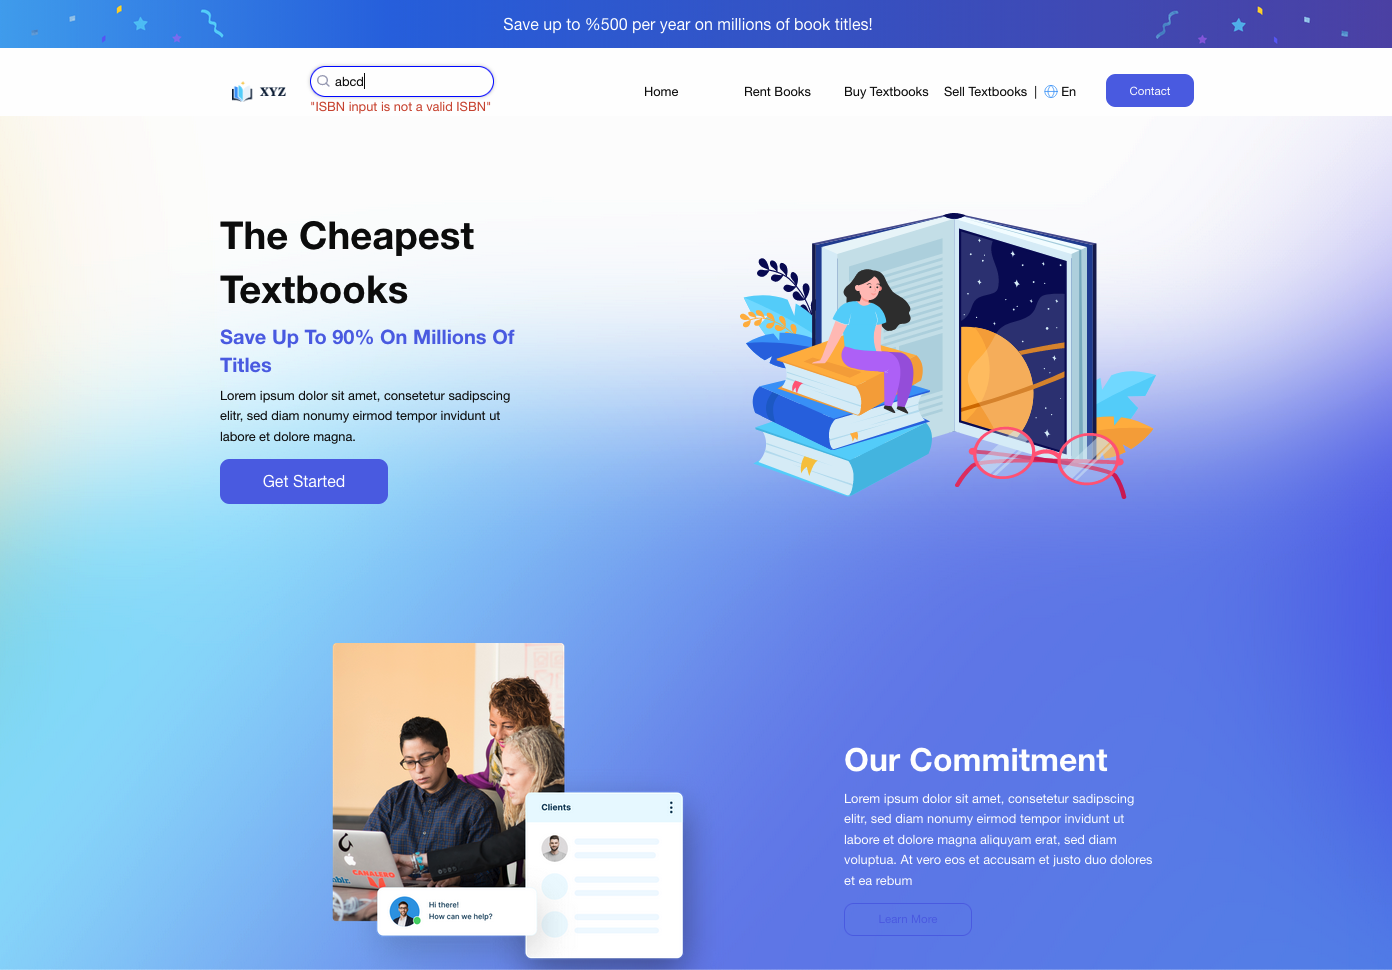 Save up to %500 per year on millions of book titles!
XYZ
abcd
"ISBN input is not a valid ISBN"
Home
Rent Books
Buy Textbooks
Sell Textbooks | En
Contact
The Cheapest
Textbooks
Save Up To 90% On Millions Of
Titles
Lorem ipsum dolor sit amet, consetetur sadipscing
elitr, sed diam nonumy eirmod tempor invidunt ut
labore et dolore magna.
Get Started
CANALERO
Clients
Hi there!
How can we help?
Our Commitment
Lorem ipsum dolor sit amet, consetetur sadipscing
elitr, sed diam nonumy eirmod tempor invidunt ut
labore et dolore magna aliquyam erat, sed diam
voluptua. At vero eos et accusam et justo duo dolores
et ea rebum
Learn More